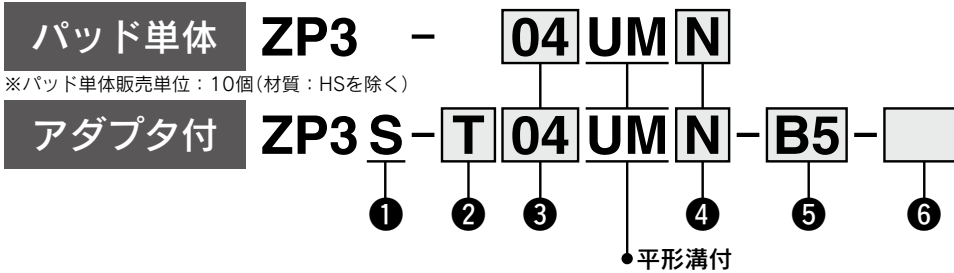 パッド単体 ZP3 - 04 UM N
※パッド単体販売単位：10個(材質：HSを除く)
アダプタ付 ZP3 S - T 04 UM N - B5 -
❶ ❷ ❸ ❹ ❺ ❻
●平形溝付